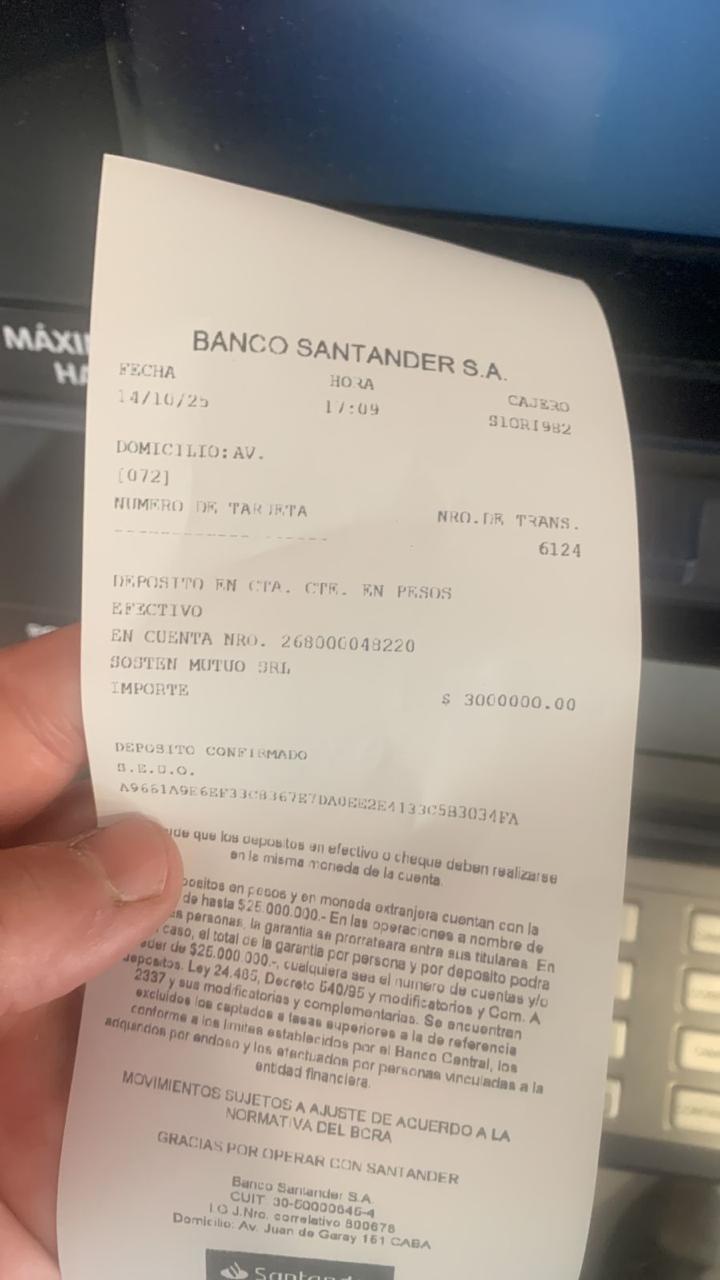 MÁXI
HA
BANCO SANTANDER S.A.
FECHA HORA CAJERO
14/10/25 17:09 S1ORI982
DOMICILIO: AV.
[072]
NUMERO DE TARJETA NRO.DE TRANS.
6124
DEPOSITO EN CTA. CTE. EN PESOS
EFECTIVO
EN CUENTA NRO. 268000048220
SOSTEN MUTUO SRL
IMPORTE $ 3000000.00
DEPOSITO CONFIRMADO
S.E.U.O.
que los depositos en efectivo o cheque deben realizarse
en la misma moneda de la cuenta.
en pesos y en moneda extranjera cuentan con la
de hasta $25.000.000.- En las operaciones a nombre de
personas, la garantia se prorrateara entre sus titulares. En
caso, el total de la garantia por persona y por deposito podra
de $25.000.000.-, cualquiera sea el numero de cuentas y/o
Ley 24.485, Decreto 540/95 y modificatorios y Com. A
2337 y sus modificatorias y complementarias. Se encuentran
excluidos los captados a tasas superiores a la de referencia
conforme a los limites establecidos por el Banco Central, los
adquiridos por endoso y los efectuados por personas vinculadas a la
entidad financiera.
MOVIMIENTOS SUJETOS A AJUSTE DE ACUERDO A LA
NORMATIVA DEL BCRA
GRACIAS POR OPERAR CON SANTANDER
Banco Santander S.A.
CUIT: 30-50000845-4
I.G.J.Nro. correlativo 800678
Domicilio: Av. Juan de Garay 151 CABA